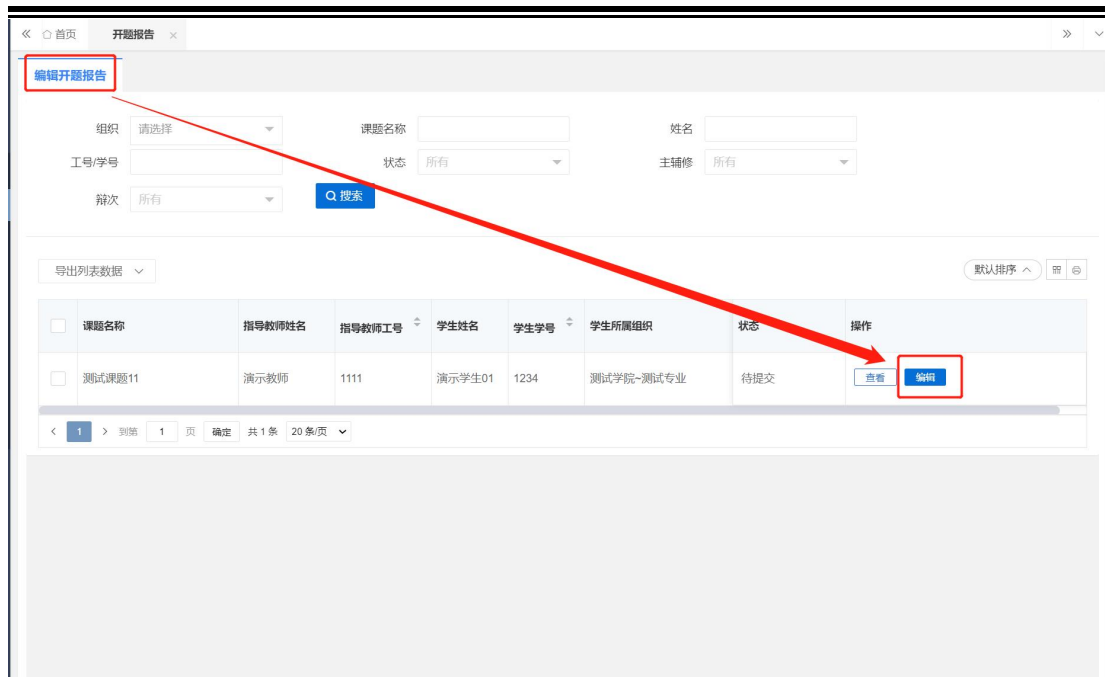 首页 开题报告
编辑开题报告
组织 请选择 课题名称 姓名
工号/学号 状态 所有 主辅修 所有
辩次 所有 搜索
导出列表数据 默认排序
课题名称 指导教师姓名 指导教师工号 学生姓名 学生学号 学生所属组织 状态 操作
测试课题11 演示教师 1111 演示学生01 1234 测试学院~测试专业 待提交 查看 编辑
1 到第 1 页 确定 共 1 条 20 条/页